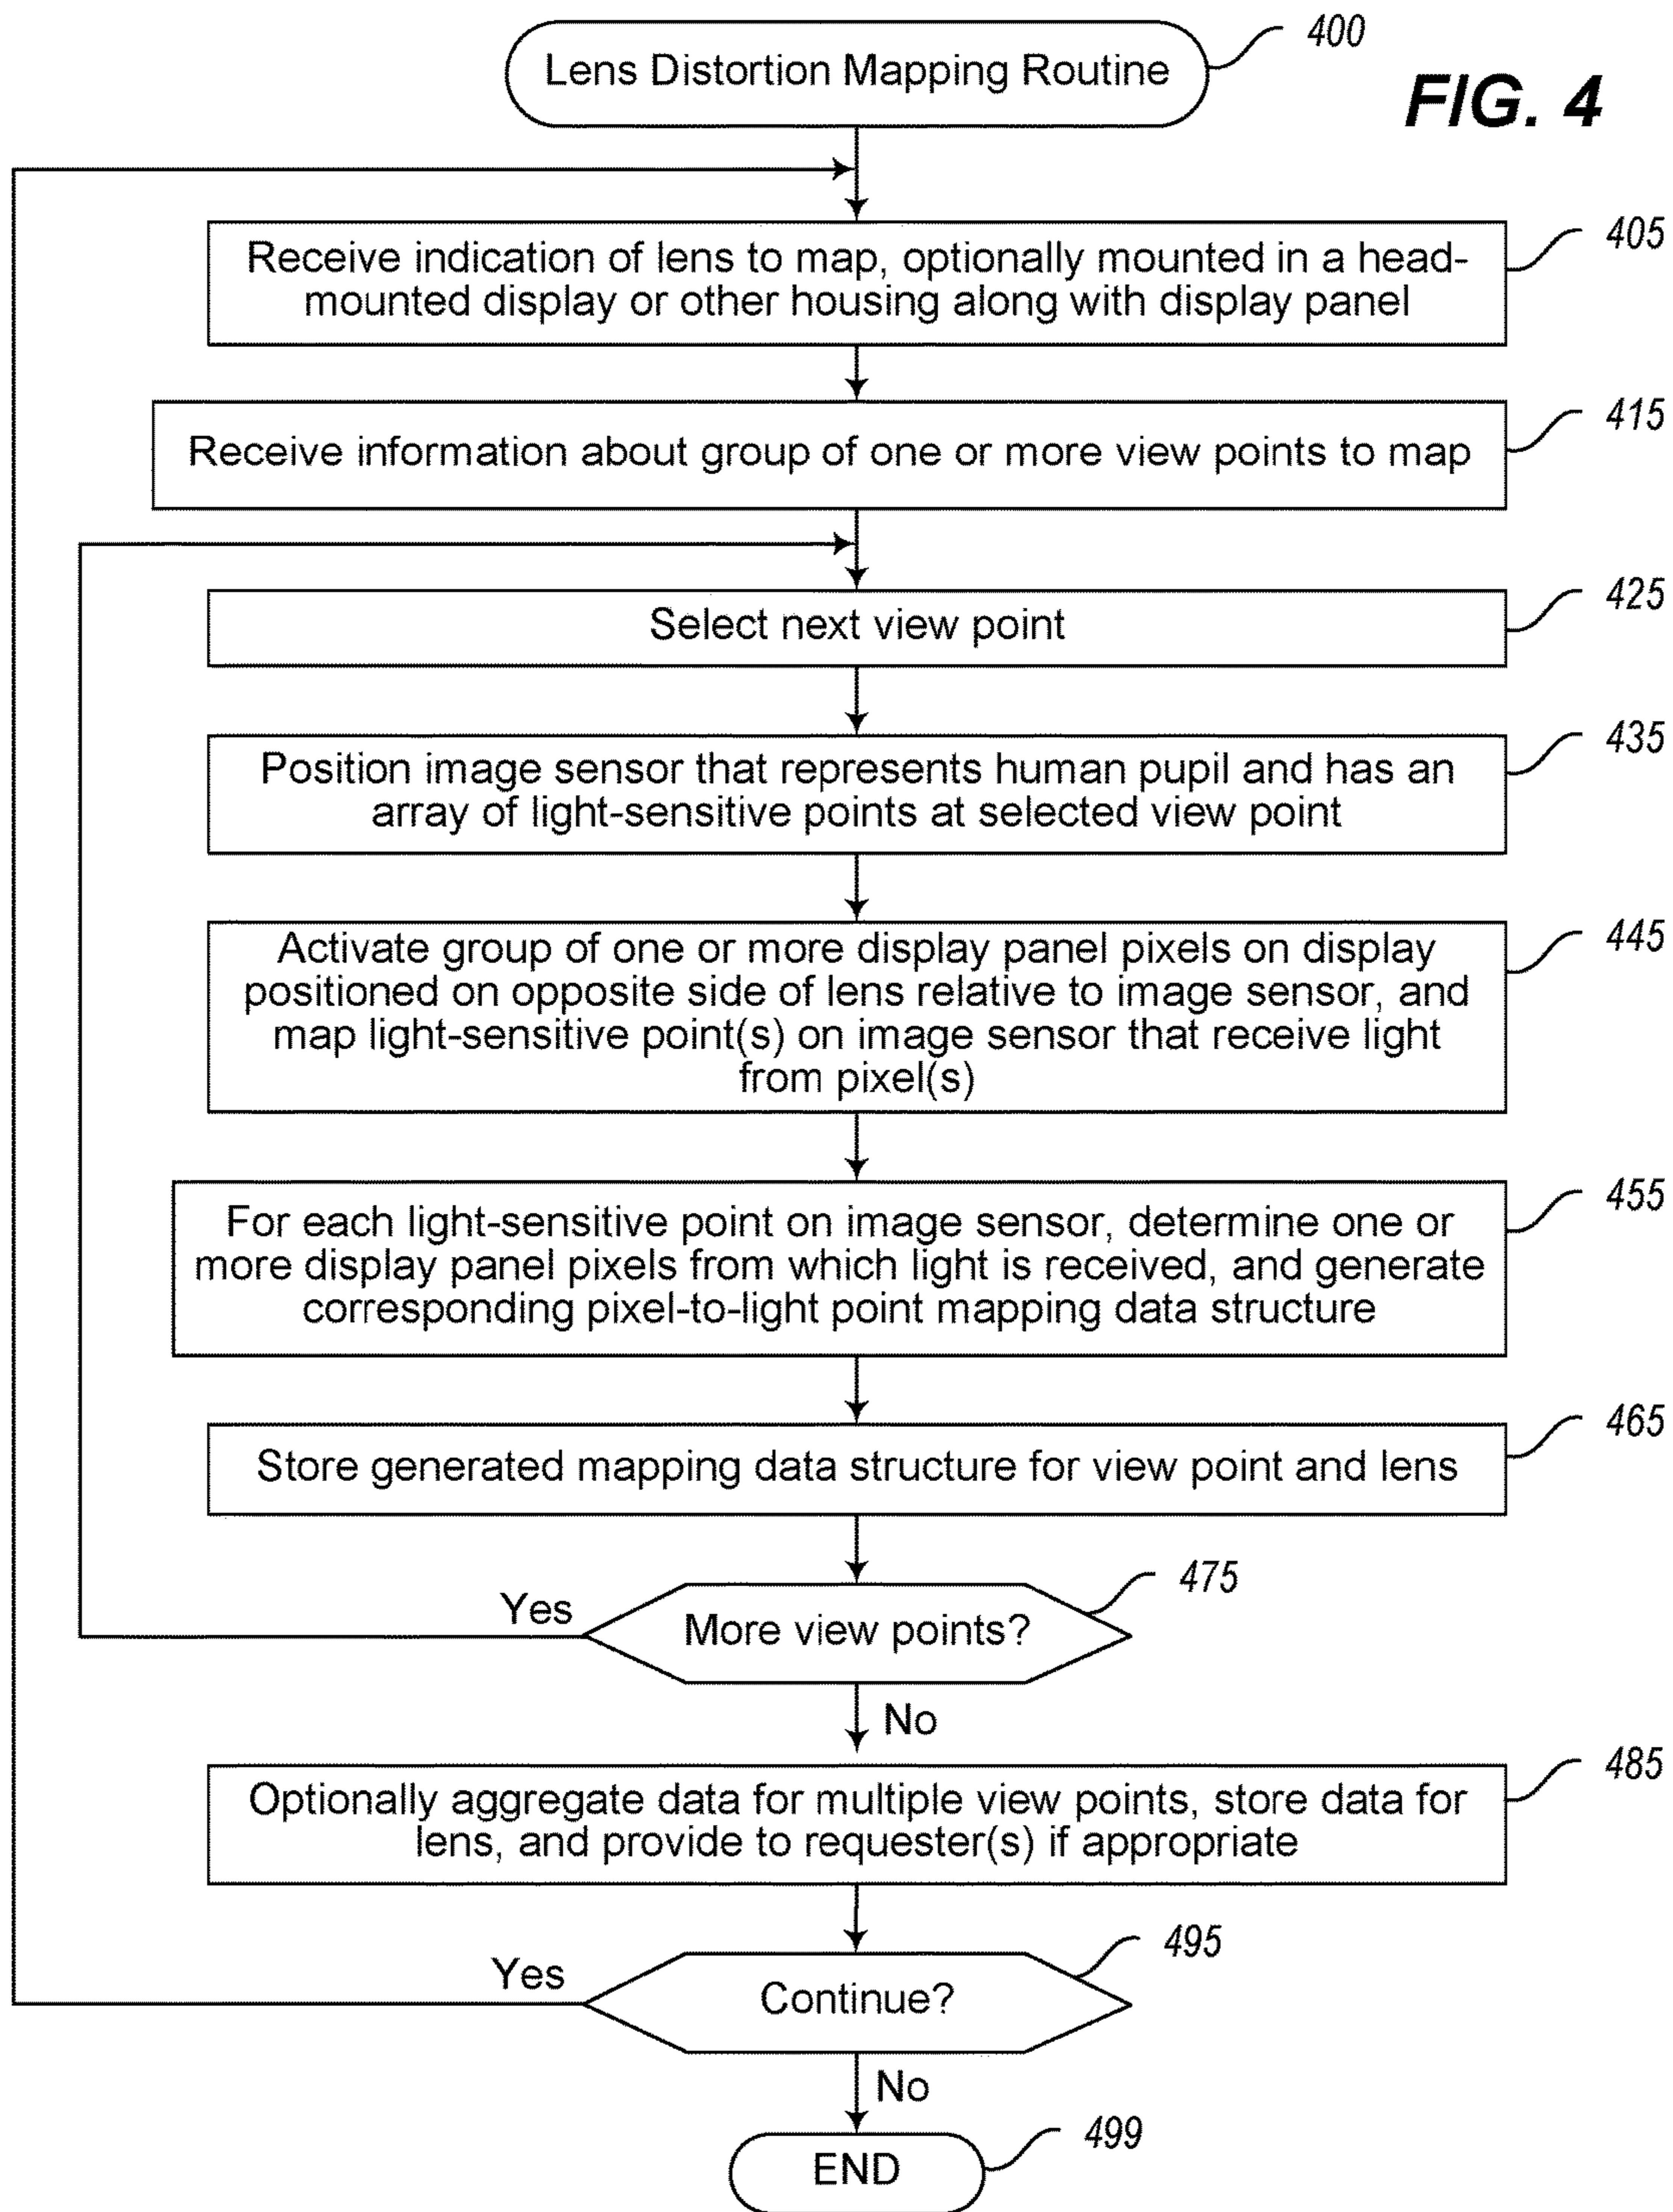 Lens Distortion Mapping Routine
400
FIG. 4
Receive indication of lens to map, optionally mounted in a head-
mounted display or other housing along with display panel
405
Receive information about group of one or more view points to map
415
Select next view point
425
Position image sensor that represents human pupil and has an
array of light-sensitive points at selected view point
435
Activate group of one or more display panel pixels on display
positioned on opposite side of lens relative to image sensor, and
map light-sensitive point(s) on image sensor that receive light
from pixel(s)
445
For each light-sensitive point on image sensor, determine one or
more display panel pixels from which light is received, and generate
corresponding pixel-to-light point mapping data structure
455
Store generated mapping data structure for view point and lens
465
More view points?
475
Yes
No
Optionally aggregate data for multiple view points, store data for
lens, and provide to requester(s) if appropriate
485
Continue?
495
Yes
No
END
499